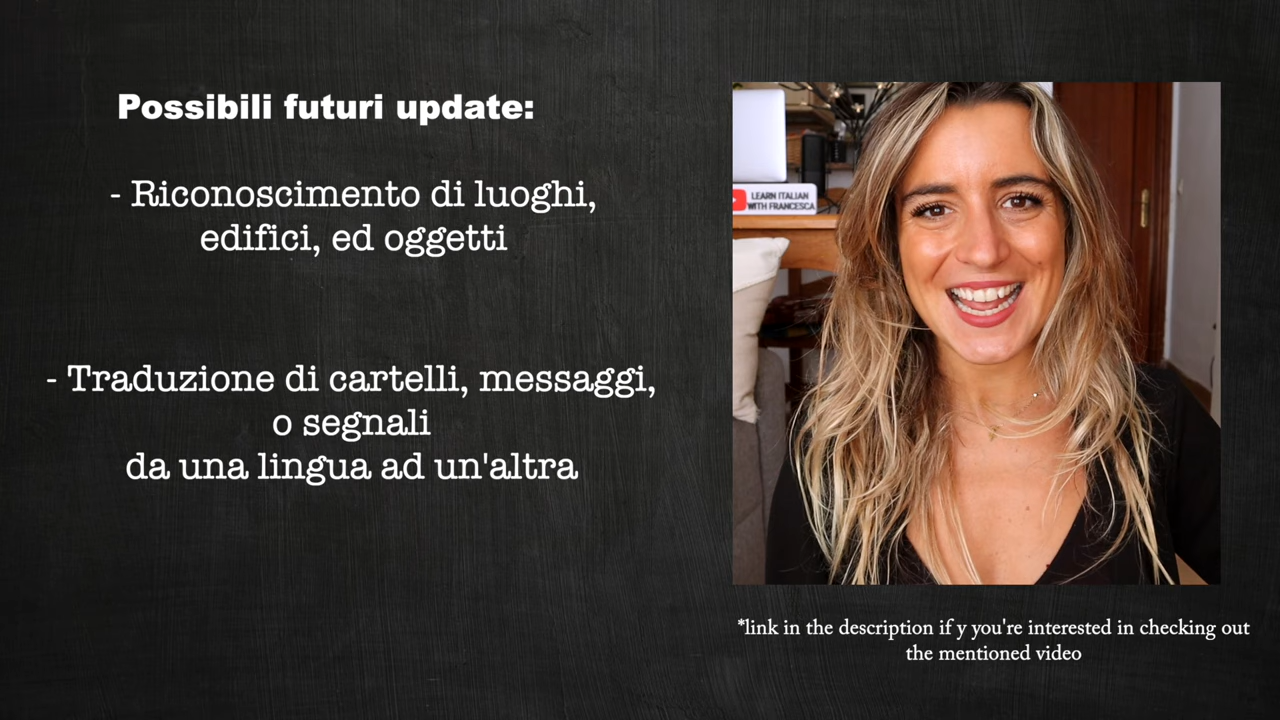 Possibili futuri update:
- Riconoscimento di luoghi,
edifici, ed oggetti
- Traduzione di cartelli, messaggi,
o segnali
da una lingua ad un'altra
LEARN ITALIAN
WITH FRANCESCA
*link in the description if y you're interested in checking out
the mentioned video